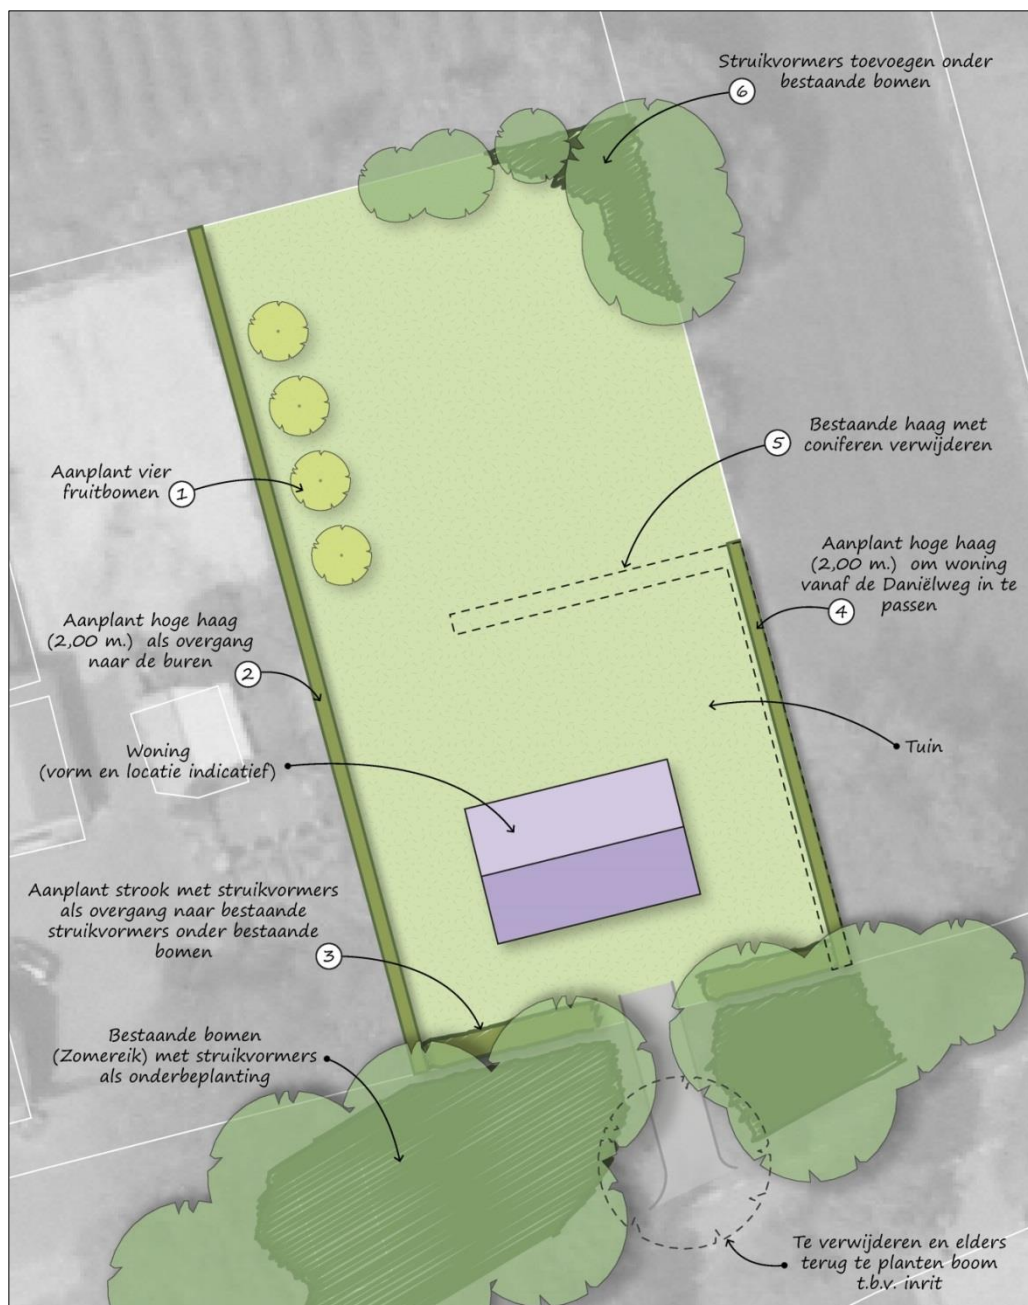 Struikvormers toevoegen onder
bestaande bomen
6
Bestaande haag met
coniferen verwijderen
5
Aanplant vier
fruitbomen
1
Aanplant hoge haag
(2,00 m.) om woning
vanaf de Daniëlweg in te
passen
4
Aanplant hoge haag
(2,00 m.) als overgang
naar de buren
2
Tuin
Woning
(vorm en locatie indicatief)
Aanplant strook met struikvormers
als overgang naar bestaande
struikvormers onder bestaande
bomen
3
Bestaande bomen
(Zomereik) met struikvormers
als onderbeplanting
Te verwijderen en elders
terug te planten boom
t.b.v. inrit